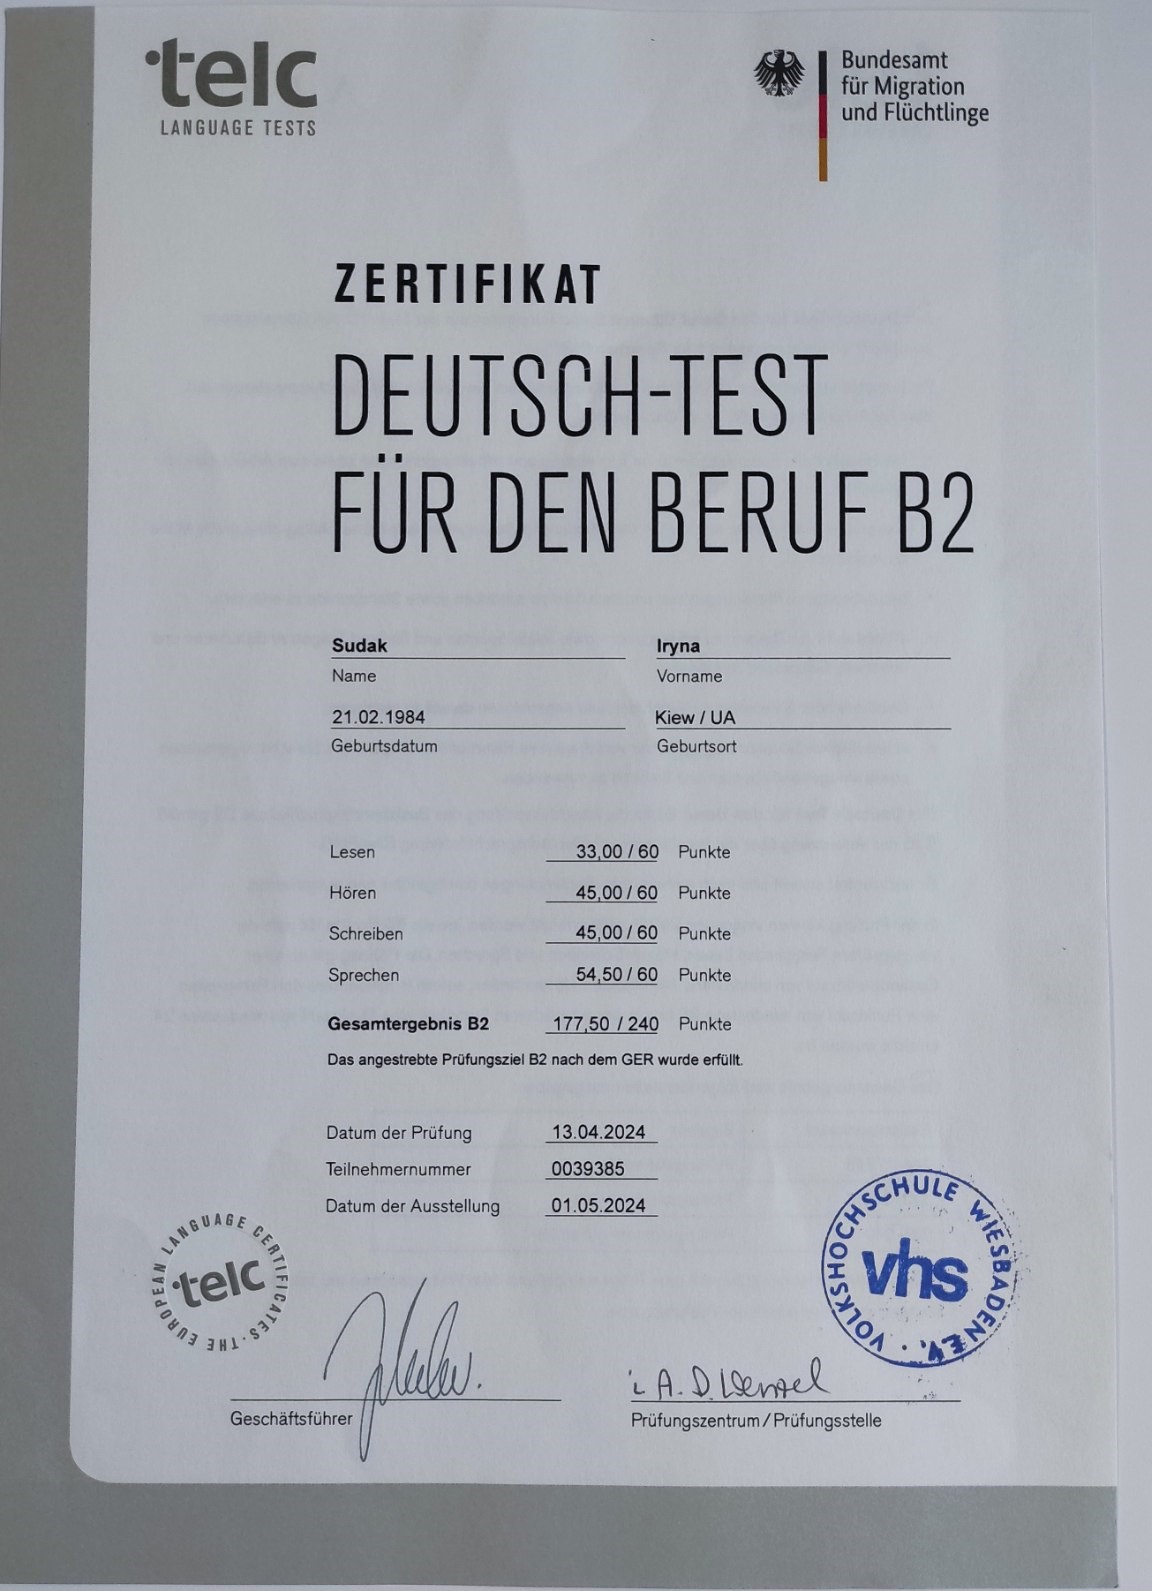 telc
LANGUAGE TESTS
Bundesamt
für Migration
und Flüchtlinge
ZERTIFIKAT
DEUTSCH-TEST
FÜR DEN BERUF B2
Sudak Iryna
Name Vorname
21.02.1984 Kiew / UA
Geburtsdatum Geburtsort
Lesen 33,00 / 60 Punkte
Hören 45,00 / 60 Punkte
Schreiben 45,00 / 60 Punkte
Sprechen 54,50 / 60 Punkte
Gesamtergebnis B2 177,50 / 240 Punkte
Das angestrebte Prüfungsziel B2 nach dem GER wurde erfüllt.
Datum der Prüfung 13.04.2024
Teilnehmernummer 0039385
Datum der Ausstellung 01.05.2024
THE EUROPEAN LANGUAGE CERTIFICATES
telc
VOLKSHOCHSCHULE WIESBADEN E.V.
vhs
i. A. D. Wenzel
Geschäftsführer Prüfungszentrum / Prüfungsstelle